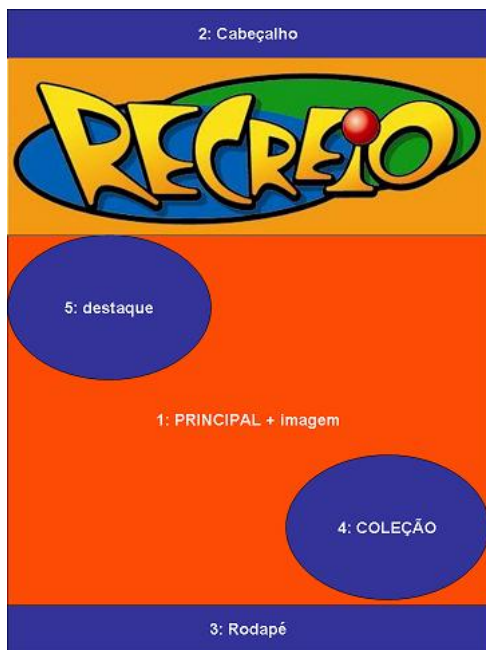 2: Cabeçalho
RECREiO
5: destaque
1: PRINCIPAL + imagem
4: COLEÇÃO
3: Rodapé